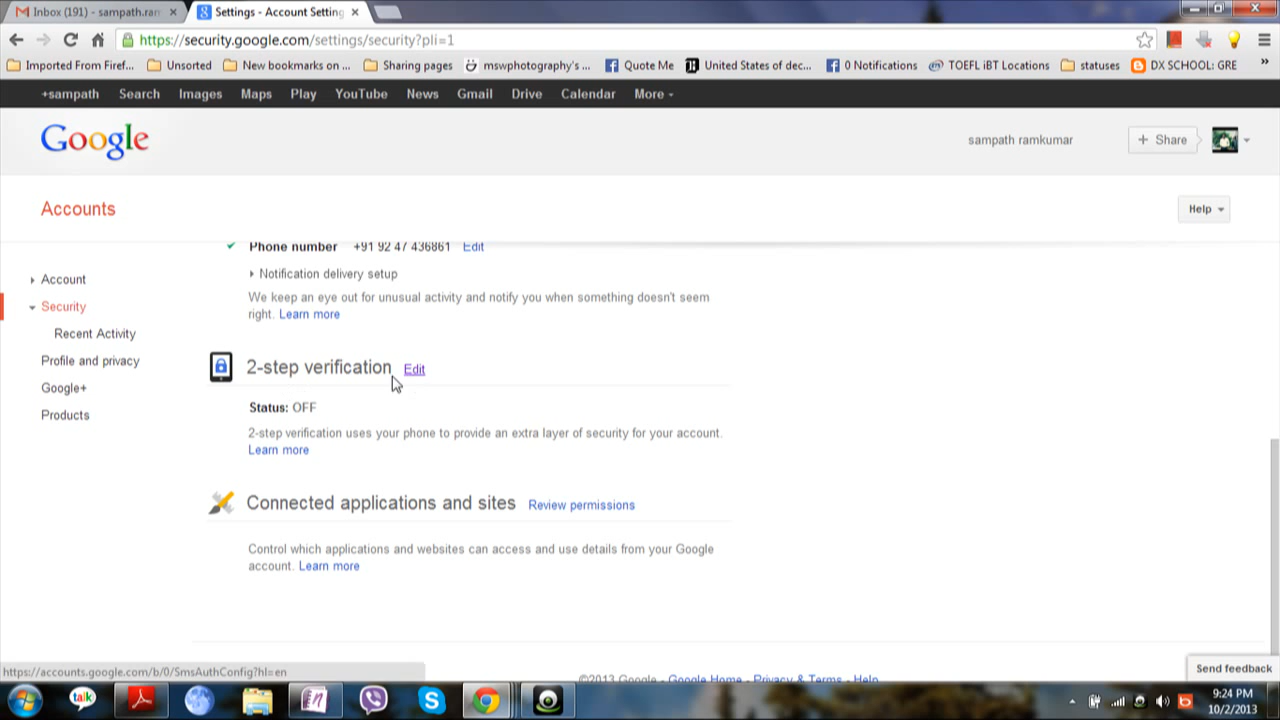 Inbox (191) - sampath.ram
Settings - Account Setting
https://security.google.com/settings/security?pli=1
Imported From Firef...
Unsorted
New bookmarks on ...
Sharing pages
mswphotography's ...
Quote Me
United States of dec...
0 Notifications
TOEFL iBT Locations
statuses
DX SCHOOL: GRE
»
+sampath Search Images Maps Play YouTube News Gmail Drive Calendar More
Google
sampath ramkumar
+ Share
Accounts
Help
Phone number +91 92 47 436861 Edit
Notification delivery setup
We keep an eye out for unusual activity and notify you when something doesn't seem
right. Learn more
Account
Security
Recent Activity
Profile and privacy
Google+
Products
2-step verification Edit
Status: OFF
2-step verification uses your phone to provide an extra layer of security for your account.
Learn more
Connected applications and sites Review permissions
Control which applications and websites can access and use details from your Google
account. Learn more
©2013 Google - Google Home - Privacy & Terms - Help
Send feedback
https://accounts.google.com/b/0/SmsAuthConfig?hl=en
talk
9:24 PM
10/2/2013